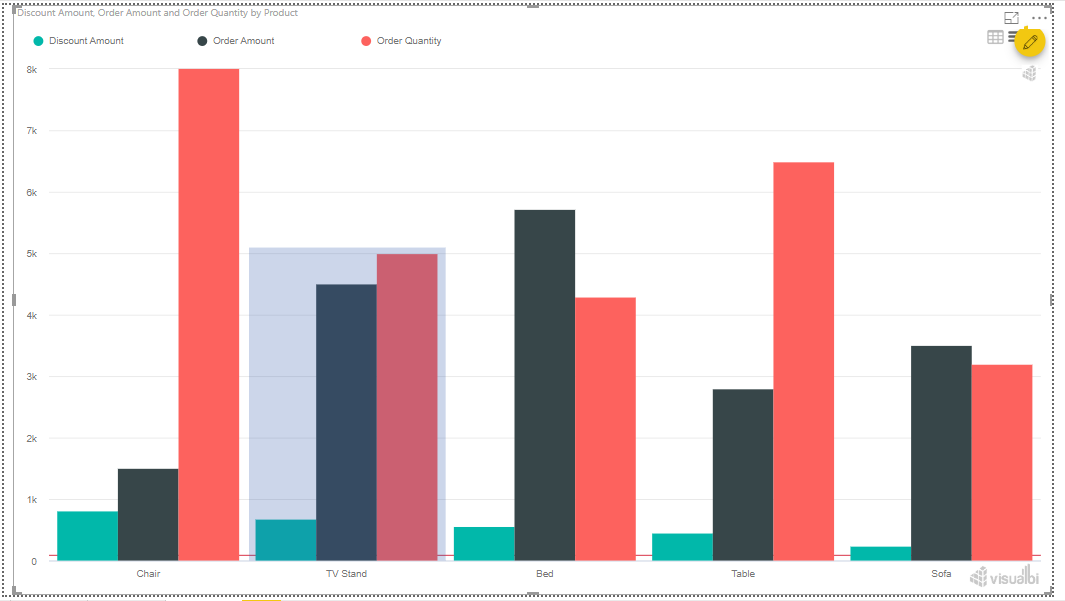 Discount Amount, Order Amount and Order Quantity by Product
Discount Amount Order Amount Order Quantity
8k
7k
6k
5k
4k
3k
2k
1k
0
Chair TV Stand Bed Table Sofa
visualbi